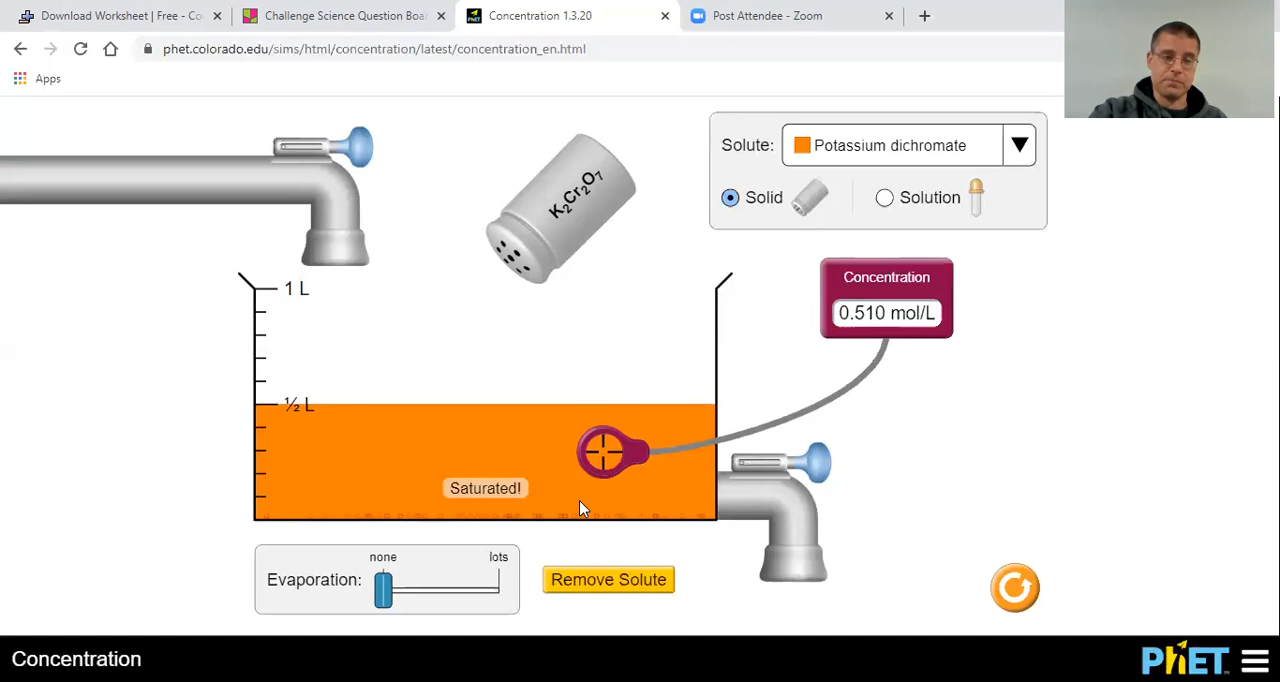 Download Worksheet | Free - Co
Challenge Science Question Boa
Concentration 1.3.20
Post Attendee - Zoom
phet.colorado.edu/sims/html/concentration/latest/concentration_en.html
Apps
K₂Cr₂O₇
Solute: Potassium dichromate
Solid
Solution
Concentration
0.510 mol/L
1 L
½ L
Saturated!
none
lots
Evaporation:
Remove Solute
Concentration
PhET